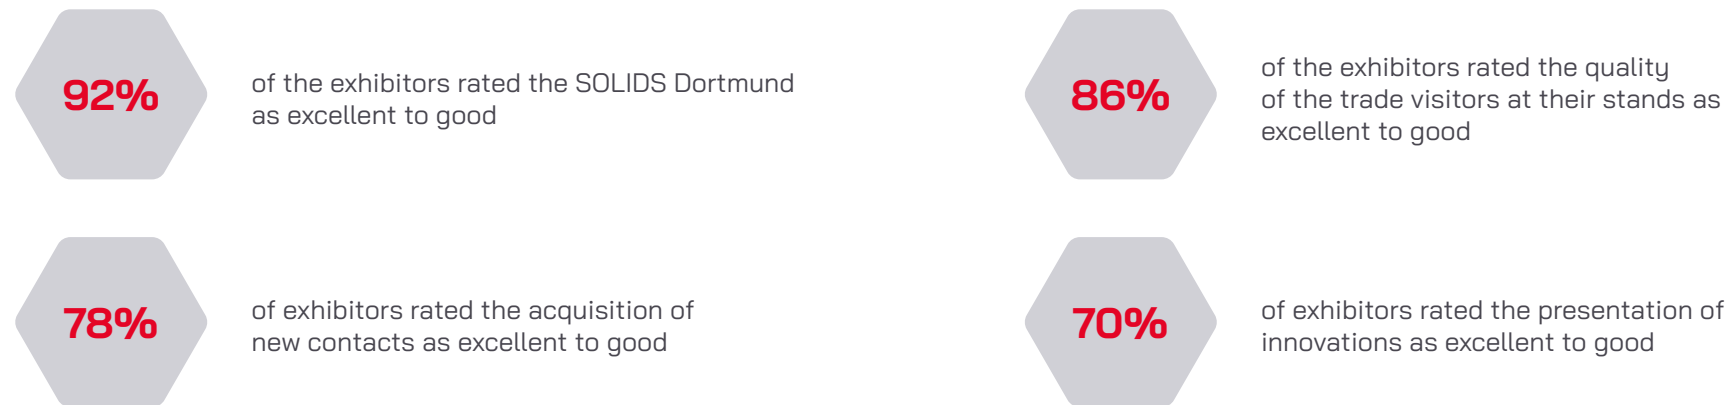 92%
of the exhibitors rated the SOLIDS Dortmund
as excellent to good
86%
of the exhibitors rated the quality
of the trade visitors at their stands as
excellent to good
78%
of exhibitors rated the acquisition of
new contacts as excellent to good
70%
of exhibitors rated the presentation of
innovations as excellent to good